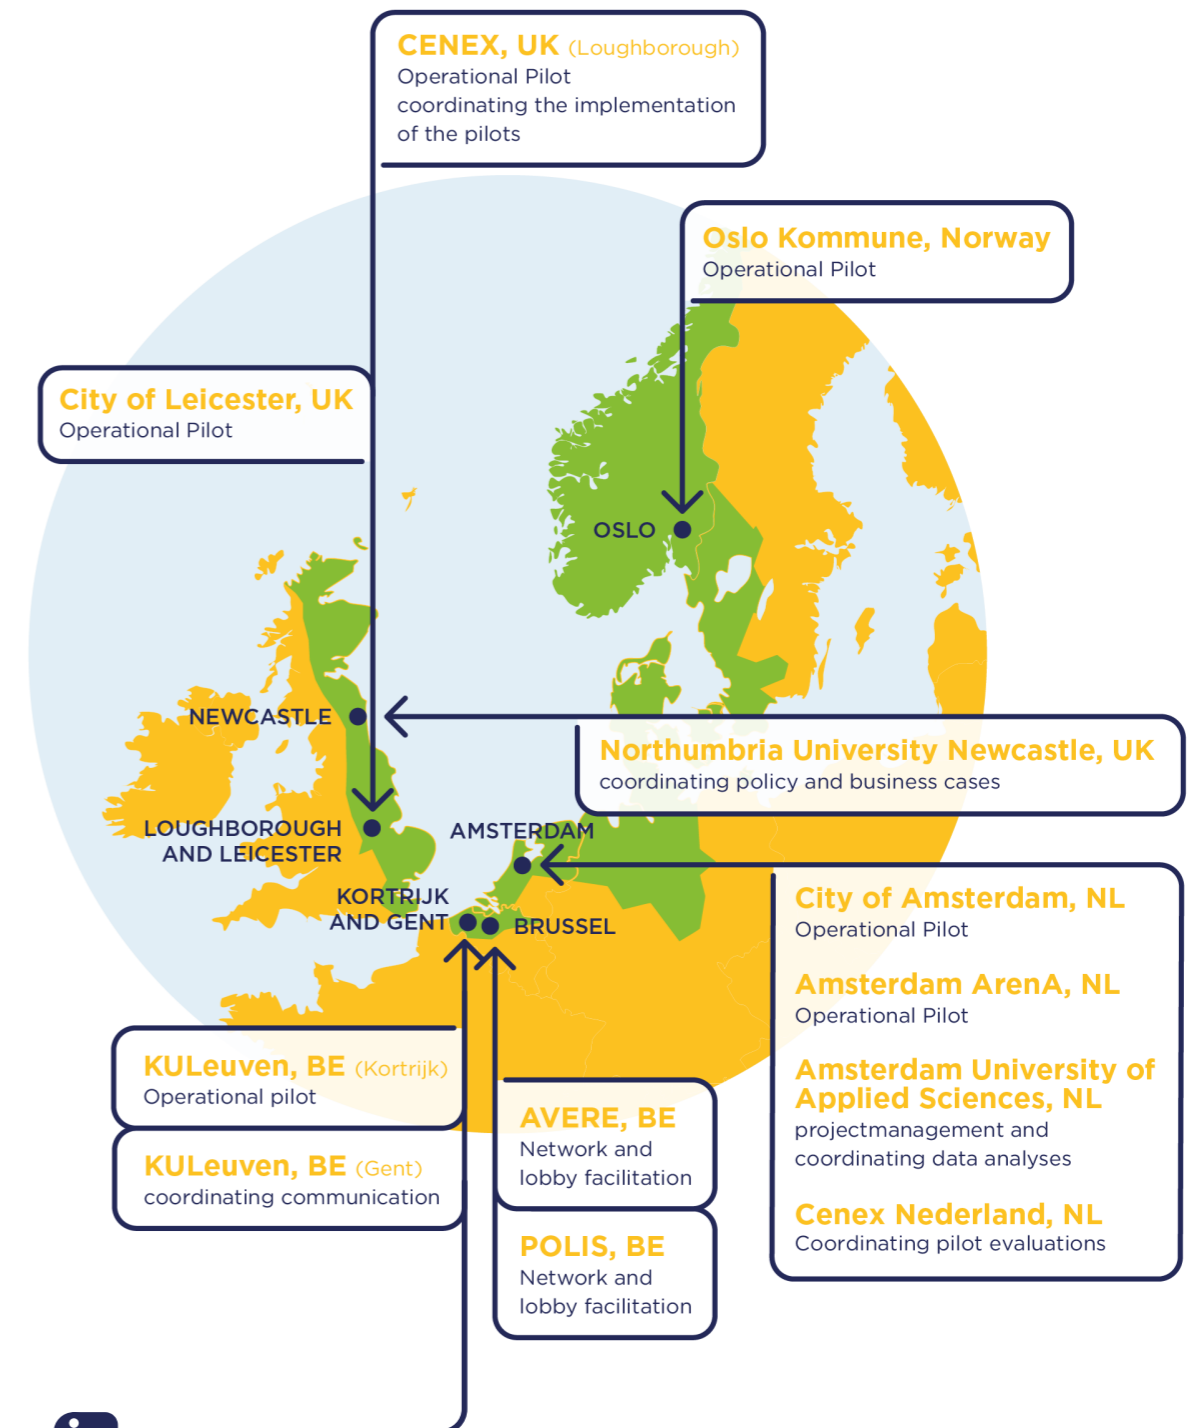 CENEX, UK (Loughborough)
Operational Pilot
coordinating the implementation
of the pilots
Oslo Kommune, Norway
Operational Pilot
City of Leicester, UK
Operational Pilot
OSLO
NEWCASTLE
Northumbria University Newcastle, UK
coordinating policy and business cases
LOUGHBOROUGH
AND LEICESTER
AMSTERDAM
KORTRIJK
AND GENT
BRUSSEL
City of Amsterdam, NL
Operational Pilot
Amsterdam ArenA, NL
Operational Pilot
Amsterdam University of
Applied Sciences, NL
projectmanagement and
coordinating data analyses
Cenex Nederland, NL
Coordinating pilot evaluations
KULeuven, BE (Kortrijk)
Operational pilot
KULeuven, BE (Gent)
coordinating communication
AVERE, BE
Network and
lobby facilitation
POLIS, BE
Network and
lobby facilitation